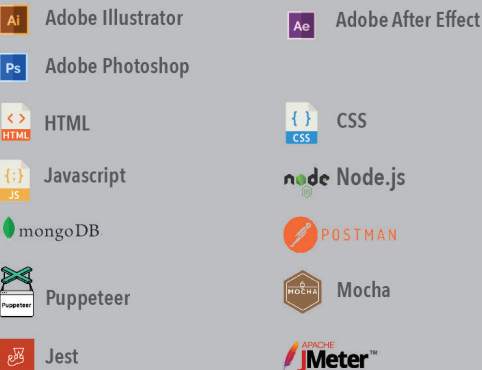 Ai Adobe Illustrator
Ae Adobe After Effect
Ps Adobe Photoshop
HTML HTML
{ } CSS CSS
{;} JS Javascript
node JS Node.js
mongoDB
POSTMAN
Puppeteer Puppeteer
MOCHA Mocha
Jest
APACHE
JMeter™